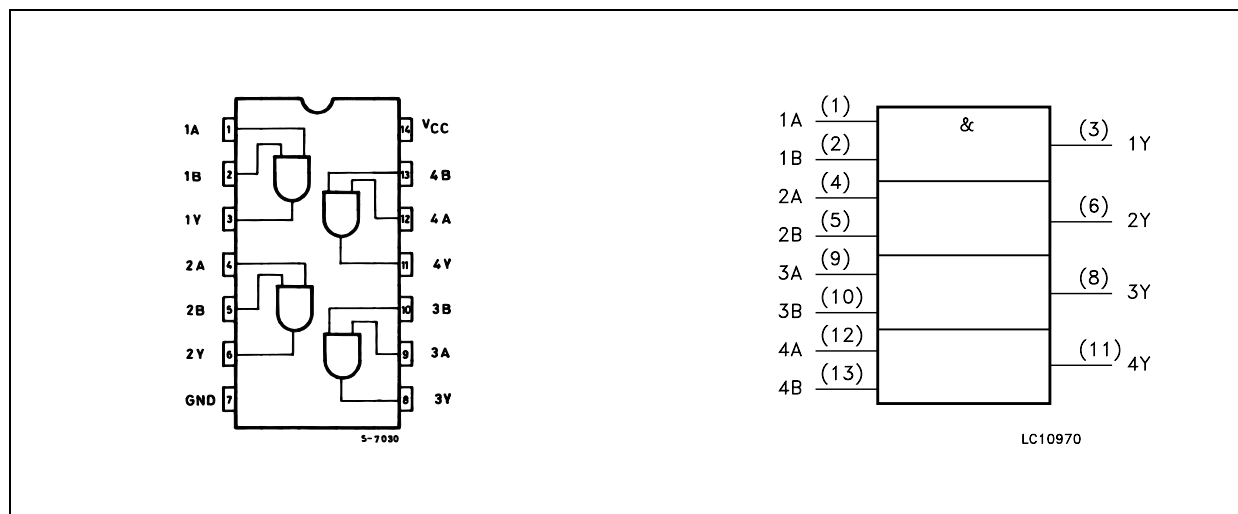 1A 1 14 VCC
1B 2 13 4B
1Y 3 12 4A
2A 4 11 4Y
2B 5 10 3B
2Y 6 9 3A
GND 7 8 3Y
S-7030
&
1A (1)
1B (2)
2A (4)
2B (5)
3A (9)
3B (10)
4A (12)
4B (13)
(3) 1Y
(6) 2Y
(8) 3Y
(11) 4Y
LC10970